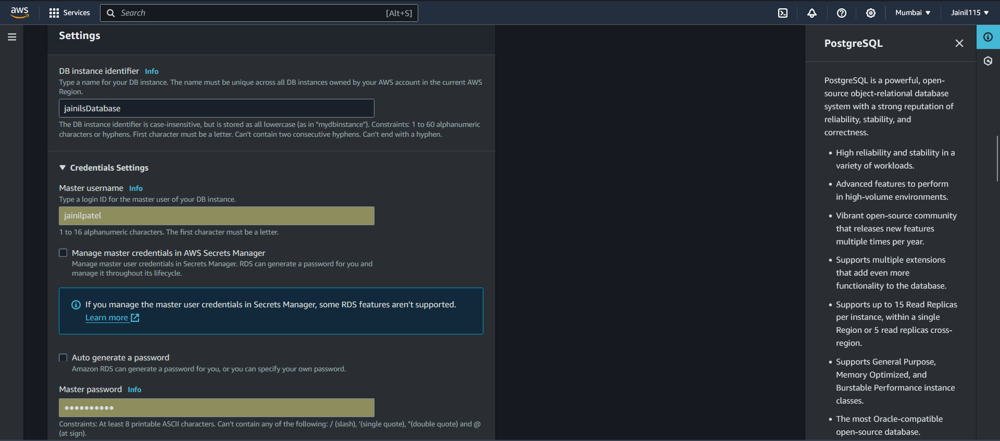 aws
Services
Search
[Alt+S]
Mumbai
Jainil115
Settings
DB instance identifier Info
Type a name for your DB instance. The name must be unique across all DB instances owned by your AWS account in the current AWS
Region.
jainilsDatabase
The DB instance identifier is case-insensitive, but is stored as all lowercase (as in "mydbinstance"). Constraints: 1 to 60 alphanumeric
characters or hyphens. First character must be a letter. Can't contain two consecutive hyphens. Can't end with a hyphen.
Credentials Settings
Master username Info
Type a login ID for the master user of your DB instance.
jainilpatel
1 to 16 alphanumeric characters. The first character must be a letter.
Manage master credentials in AWS Secrets Manager
Manage master user credentials in Secrets Manager. RDS can generate a password for you and
manage it throughout its lifecycle.
If you manage the master user credentials in Secrets Manager, some RDS features aren't supported.
Learn more
Auto generate a password
Amazon RDS can generate a password for you, or you can specify your own password.
Master password Info
••••••••••
Constraints: At least 8 printable ASCII characters. Can't contain any of the following: / (slash), '(single quote), "(double quote) and @
(at sign).
PostgreSQL
PostgreSQL is a powerful, open-
source object-relational database
system with a strong reputation of
reliability, stability, and
correctness.
• High reliability and stability in a
variety of workloads.
• Advanced features to perform
in high-volume environments.
• Vibrant open-source community
that releases new features
multiple times per year.
• Supports multiple extensions
that add even more
functionality to the database.
• Supports up to 15 Read Replicas
per instance, within a single
Region or 5 read replicas cross-
region.
• Supports General Purpose,
Memory Optimized, and
Burstable Performance instance
classes.
• The most Oracle-compatible
open-source database.